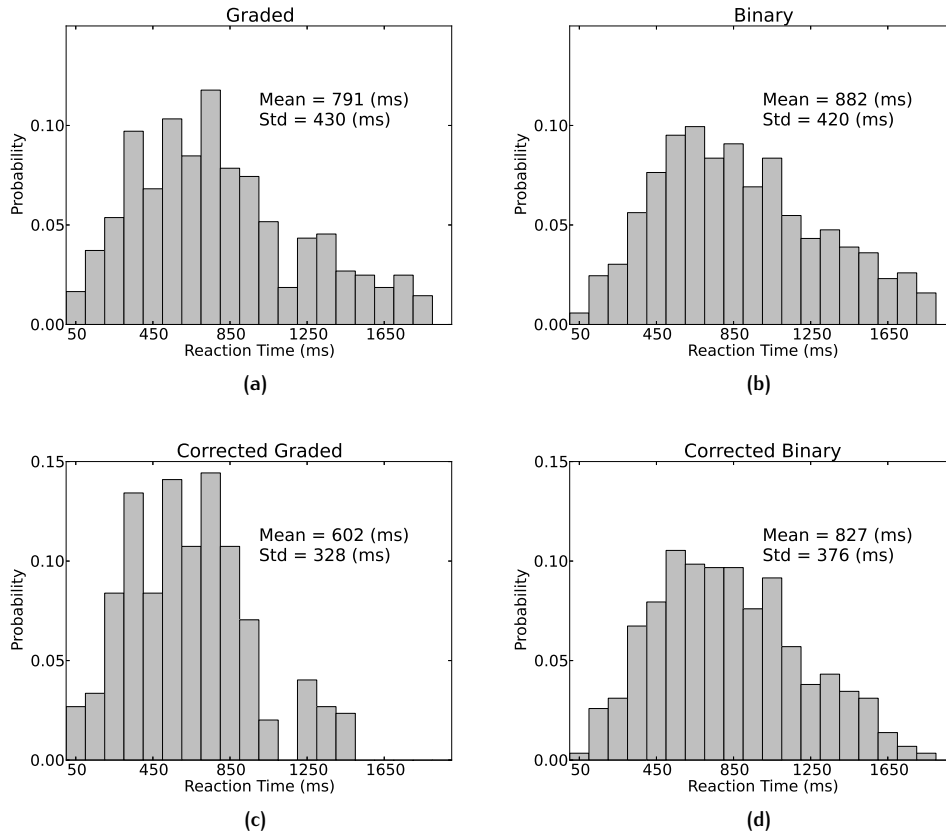 Graded
Mean = 791 (ms)
Std = 430 (ms)
0.10
0.05
0.00
Probability
50 450 850 1250 1650
Reaction Time (ms)
(a)
Binary
Mean = 882 (ms)
Std = 420 (ms)
0.10
0.05
0.00
Probability
50 450 850 1250 1650
Reaction Time (ms)
(b)
Corrected Graded
Mean = 602 (ms)
Std = 328 (ms)
0.15
0.10
0.05
0.00
Probability
50 450 850 1250 1650
Reaction Time (ms)
(c)
Corrected Binary
Mean = 827 (ms)
Std = 376 (ms)
0.15
0.10
0.05
0.00
Probability
50 450 850 1250 1650
Reaction Time (ms)
(d)